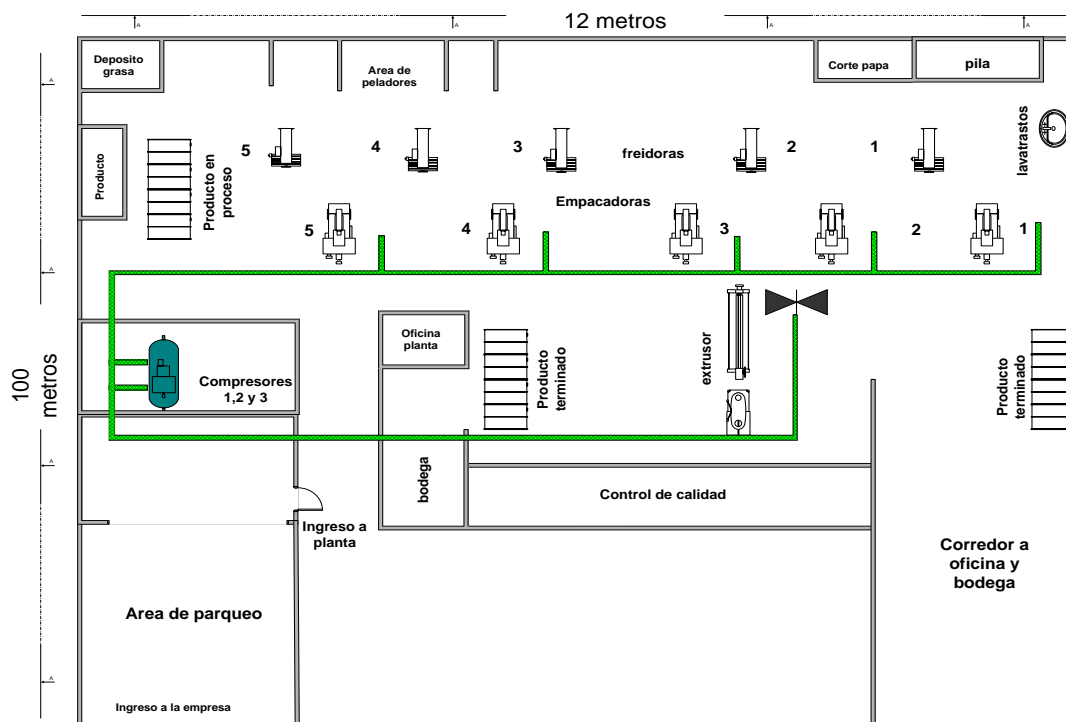 12 metros
A
A
A
A
Deposito
grasa
Area de
peladores
Corte papa
pila
A
lavatrastos
Producto
Producto en
proceso
5
4
3
freidoras
2
1
Empacadoras
5
4
3
2
1
A
Oficina
planta
extrusor
Producto
terminado
Producto
terminado
Compresores
1,2 y 3
100
metros
A
bodega
Control de calidad
Ingreso a
planta
Corredor a
oficina y
bodega
Area de parqueo
A
Ingreso a la empresa